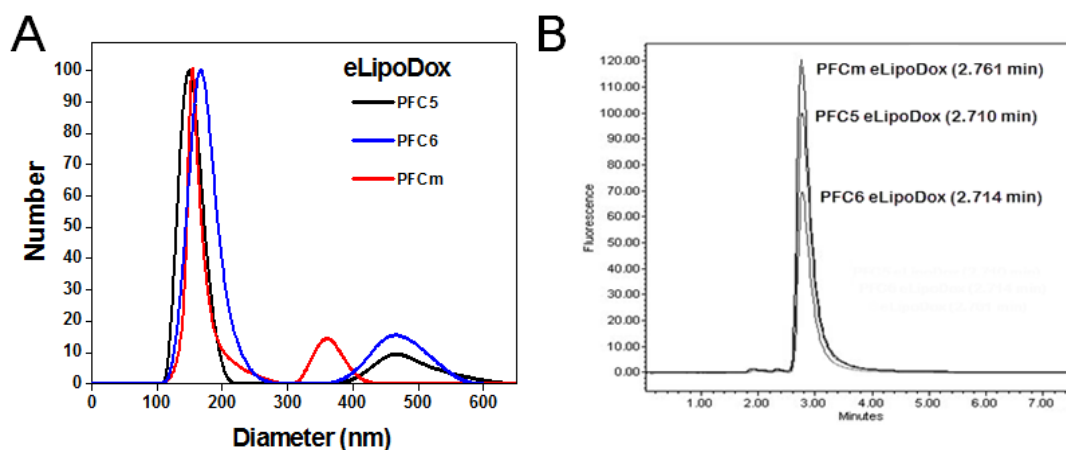 A
eLipoDox
PFC5
PFC6
PFCm
Number
100
90
80
70
60
50
40
30
20
10
0
0 100 200 300 400 500 600
Diameter (nm)
B
PFCm eLipoDox (2.761 min)
PFC5 eLipoDox (2.710 min)
PFC6 eLipoDox (2.714 min)
Fluorescence
120.00
110.00
100.00
90.00
80.00
70.00
60.00
50.00
40.00
30.00
20.00
10.00
0.00
1.00 2.00 3.00 4.00 5.00 6.00 7.00
Minutes